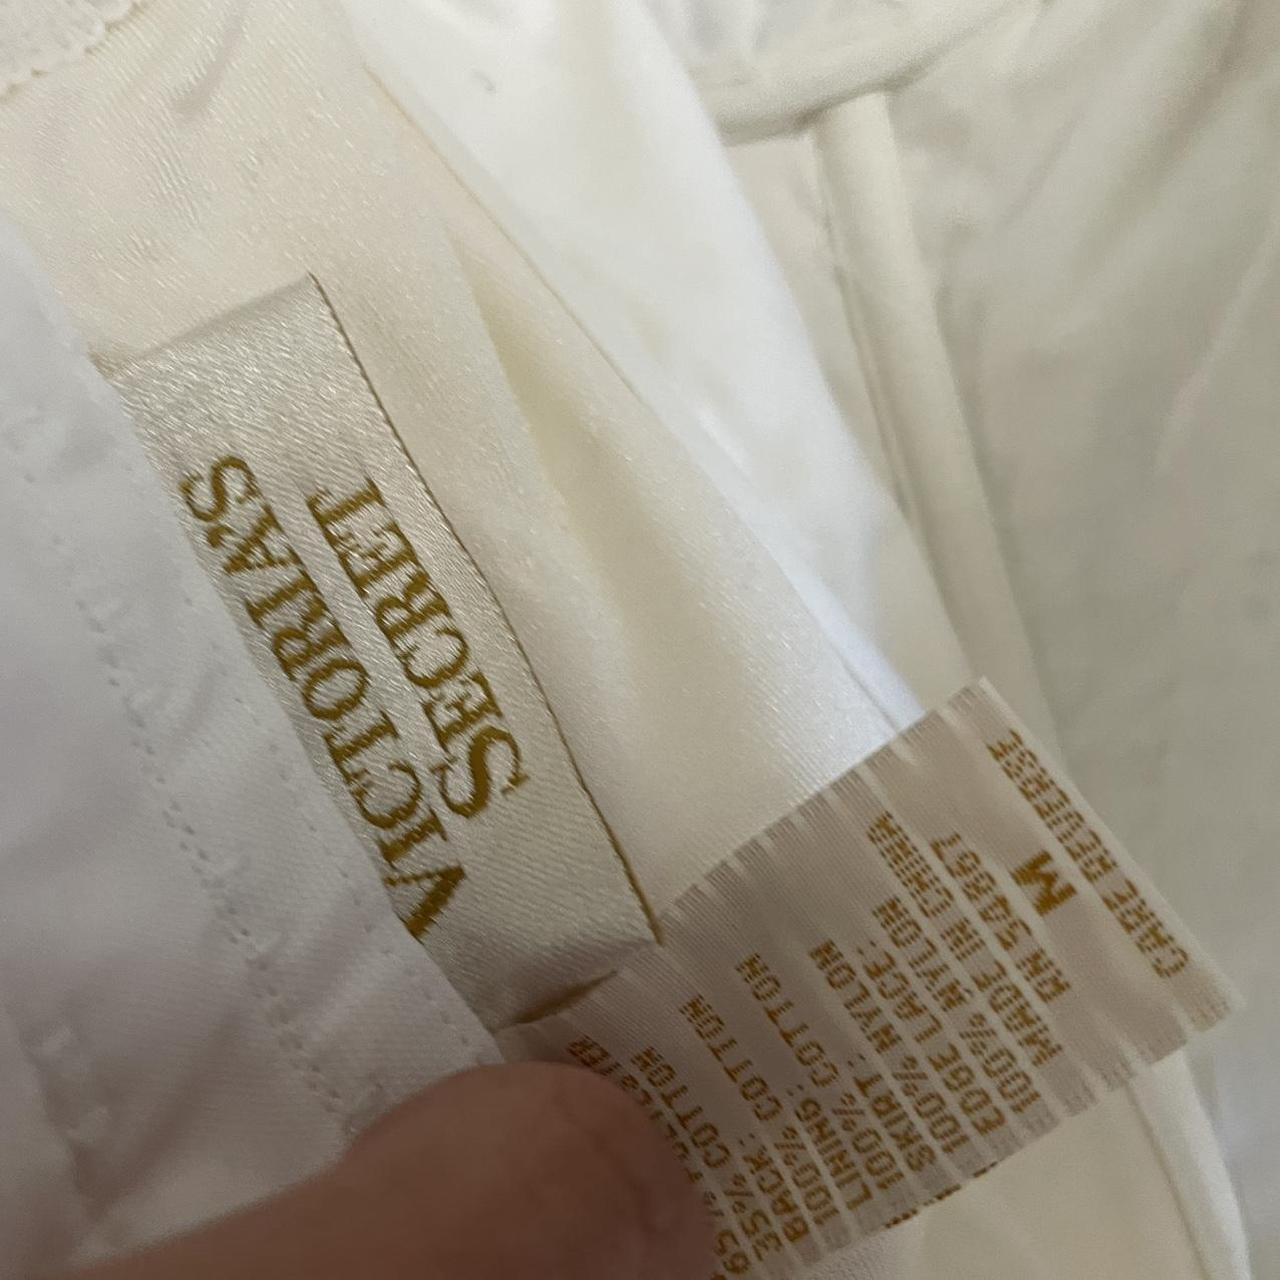 VICTORIA'S
SECRET
COTTON
35% COTTON
BACK:
100% COTTON
LINING:
100% COTTON
SKIRT:
100% NYLON
EDGE LACE:
100% NYLON
MADE IN CHINA
RN 54867
M
CARE REVERSE